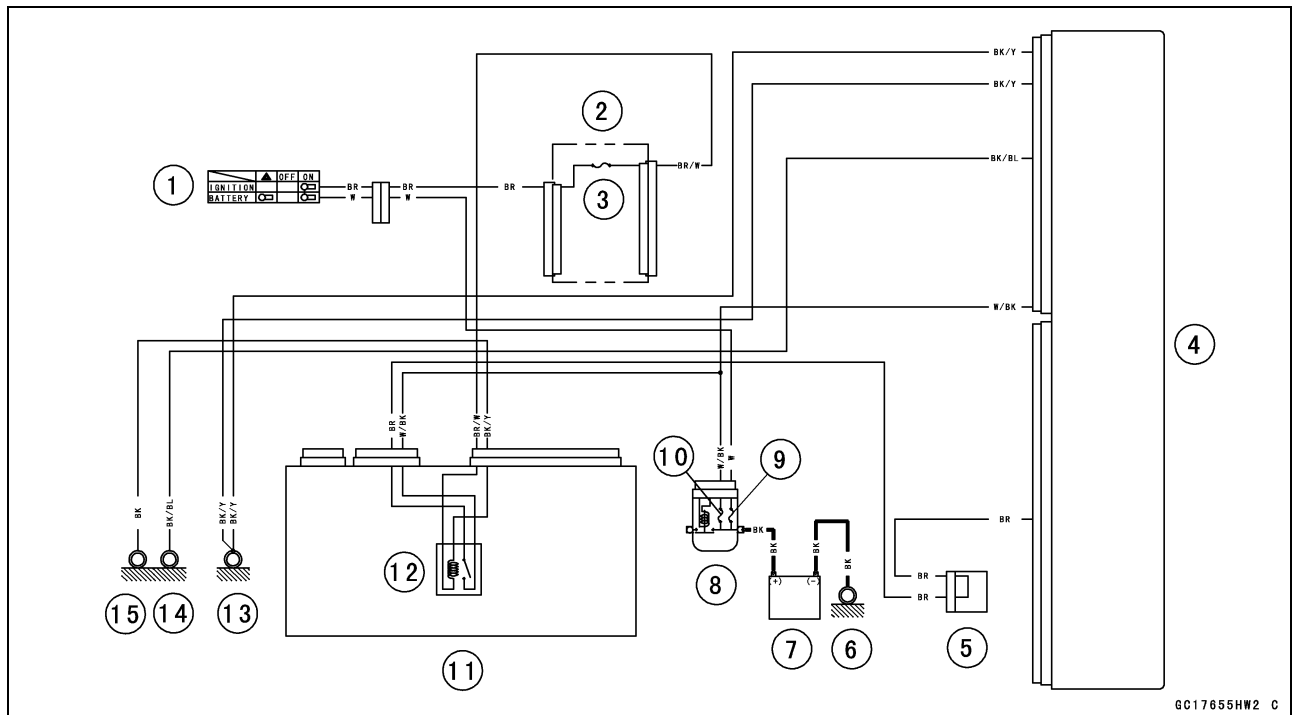 BK/Y
BK/Y
2
BR/W
BK/BL
1
▲ OFF ON
IGNITION
BATTERY
BR BR BR
W W
3
W/BK
4
BR
W/BK
BR/W
BK/Y
10
9
W/BK
W
BK
BK/BL
BK/Y
BK/Y
BR
BK
BK
BK
BK
(+) (-)
12
8
BR
BR
15 14 13
7 6 5
11
GC17655HW2 C